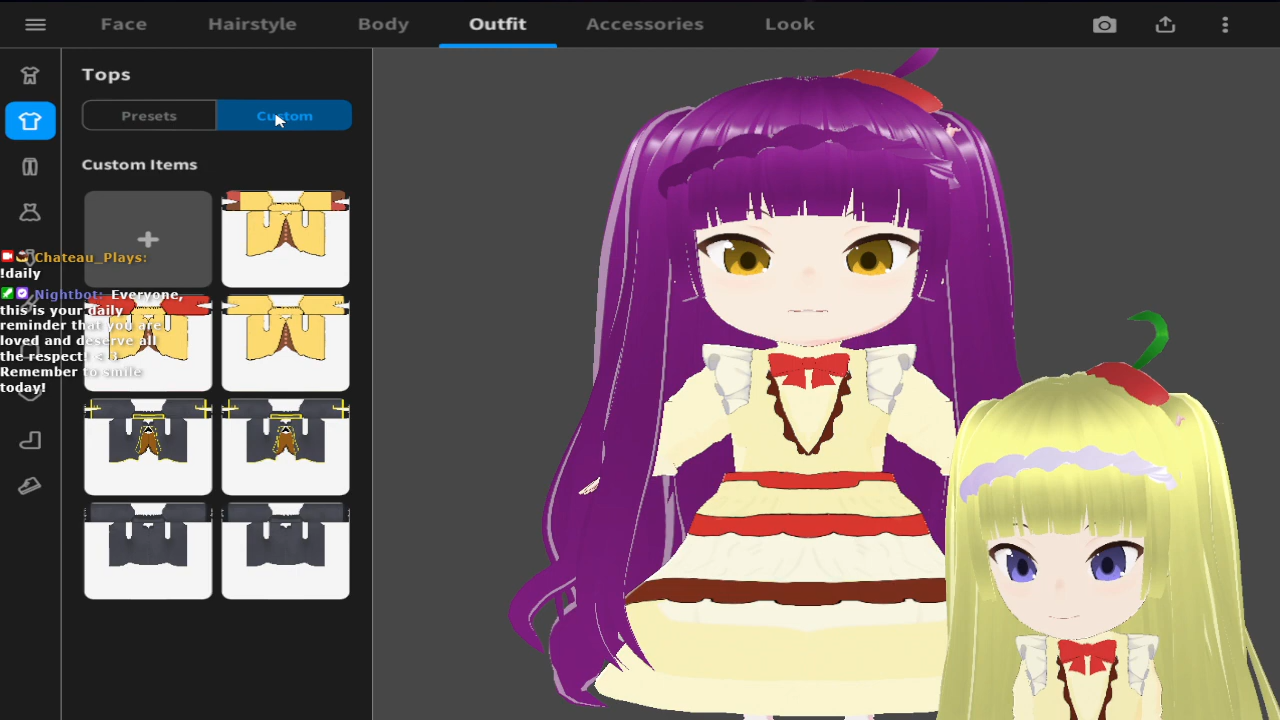 Face Hairstyle Body Outfit Accessories Look
Tops
Presets Custom
Custom Items
Chateau_Plays:
!daily
Nightbot: Everyone,
this is your daily
reminder that you are
loved and deserve all
the respect! <3
Remember to smile
today!